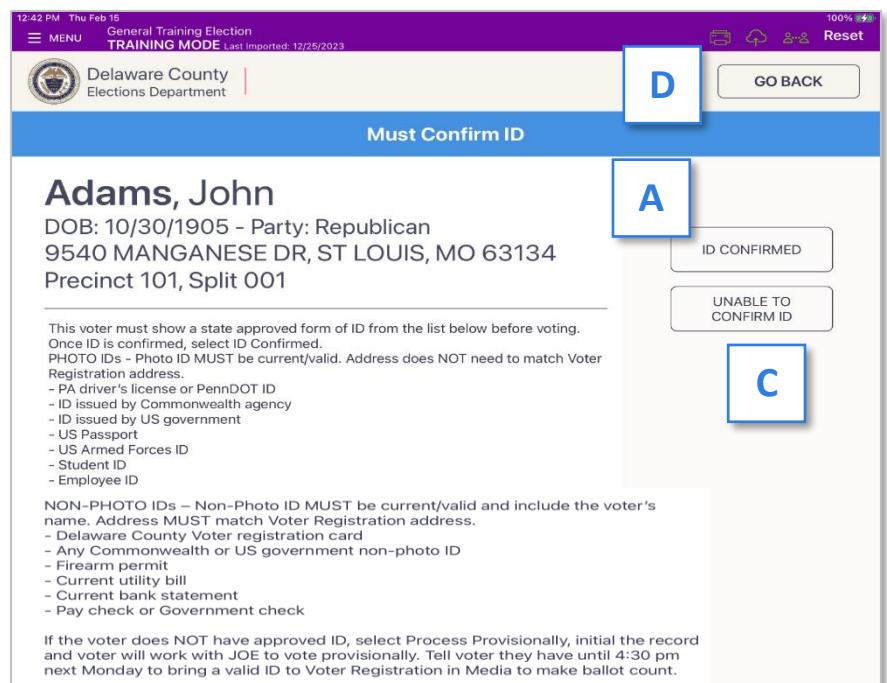 12:42 PM Thu Feb 15
100%
MENU
General Training Election
TRAINING MODE Last Imported: 12/25/2023
Reset
Delaware County
Elections Department
D
GO BACK
Must Confirm ID
A
Adams, John
DOB: 10/30/1905 - Party: Republican
9540 MANGANESE DR, ST LOUIS, MO 63134
Precinct 101, Split 001
ID CONFIRMED
UNABLE TO
CONFIRM ID
C
This voter must show a state approved form of ID from the list below before voting.
Once ID is confirmed, select ID Confirmed.
PHOTO IDs - Photo ID MUST be current/valid. Address does NOT need to match Voter
Registration address.
- PA driver's license or PennDOT ID
- ID issued by Commonwealth agency
- ID issued by US government
- US Passport
- US Armed Forces ID
- Student ID
- Employee ID
NON-PHOTO IDs – Non-Photo ID MUST be current/valid and include the voter's
name. Address MUST match Voter Registration address.
- Delaware County Voter registration card
- Any Commonwealth or US government non-photo ID
- Firearm permit
- Current utility bill
- Current bank statement
- Pay check or Government check
If the voter does NOT have approved ID, select Process Provisionally, initial the record
and voter will work with JOE to vote provisionally. Tell voter they have until 4:30 pm
next Monday to bring a valid ID to Voter Registration in Media to make ballot count.